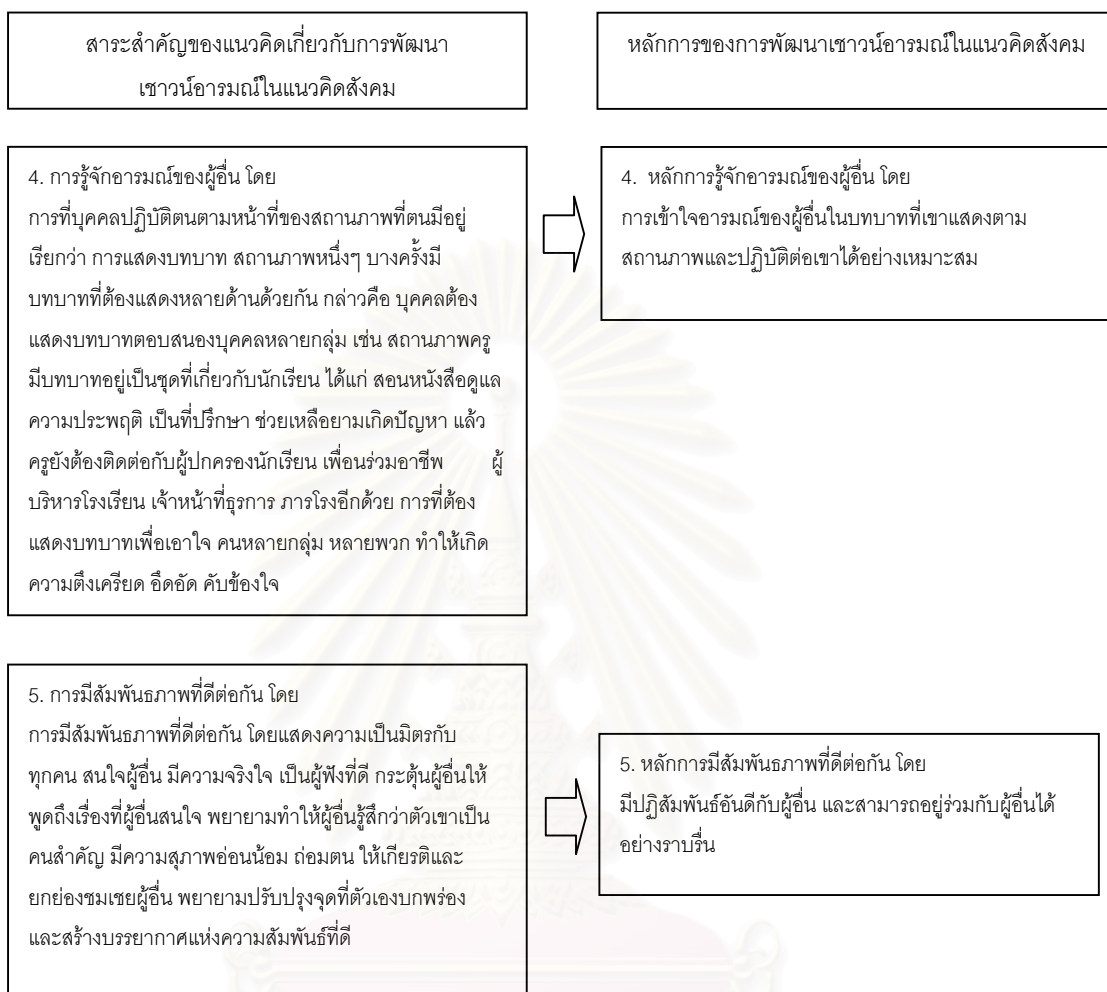 สาระสำคัญของแนวคิดเกี่ยวกับการพัฒนา
เชาวน์อารมณ์ในแนวคิดสังคม
หลักการของการพัฒนาเชาวน์อารมณ์ในแนวคิดสังคม
4. การรู้จักอารมณ์ของผู้อื่น โดย
การที่บุคคลปฏิบัติตนตามหน้าที่ของสถานภาพที่ตนมีอยู่
เรียกว่า การแสดงบทบาท สถานภาพหนึ่งๆ บางครั้งมี
บทบาทที่ต้องแสดงหลายด้านด้วยกัน กล่าวคือ บุคคลต้อง
แสดงบทบาทตอบสนองบุคคลหลายกลุ่ม เช่น สถานภาพครู
มีบทบาทอยู่เป็นชุดที่เกี่ยวกับนักเรียน ได้แก่ สอนหนังสือดูแล
ความประพฤติ เป็นที่ปรึกษา ช่วยเหลือยามเกิดปัญหา แล้ว
ครูยังต้องติดต่อกับผู้ปกครองนักเรียน เพื่อนร่วมอาชีพ ผู้
บริหารโรงเรียน เจ้าหน้าที่ธุรการ ภารโรงอีกด้วย การที่ต้อง
แสดงบทบาทเพื่อเอาใจ คนหลายกลุ่ม หลายพวก ทำให้เกิด
ความตึงเครียด อึดอัด คับข้องใจ
4. หลักการรู้จักอารมณ์ของผู้อื่น โดย
การเข้าใจอารมณ์ของผู้อื่นในบทบาทที่เขาแสดงตาม
สถานภาพและปฏิบัติต่อเขาได้อย่างเหมาะสม
5. การมีสัมพันธภาพที่ดีต่อกัน โดย
การมีสัมพันธภาพที่ดีต่อกัน โดยแสดงความเป็นมิตรกับ
ทุกคน สนใจผู้อื่น มีความจริงใจ เป็นผู้ฟังที่ดี กระตุ้นผู้อื่นให้
พูดถึงเรื่องที่ผู้อื่นสนใจ พยายามทำให้ผู้อื่นรู้สึกว่าตัวเขาเป็น
คนสำคัญ มีความสุภาพอ่อนน้อม ถ่อมตน ให้เกียรติและ
ยกย่องชมเชยผู้อื่น พยายามปรับปรุงจุดที่ตัวเองบกพร่อง
และสร้างบรรยากาศแห่งความสัมพันธ์ที่ดี
5. หลักการมีสัมพันธภาพที่ดีต่อกัน โดย
มีปฏิสัมพันธ์อันดีกับผู้อื่น และสามารถอยู่ร่วมกับผู้อื่นได้
อย่างราบรื่น